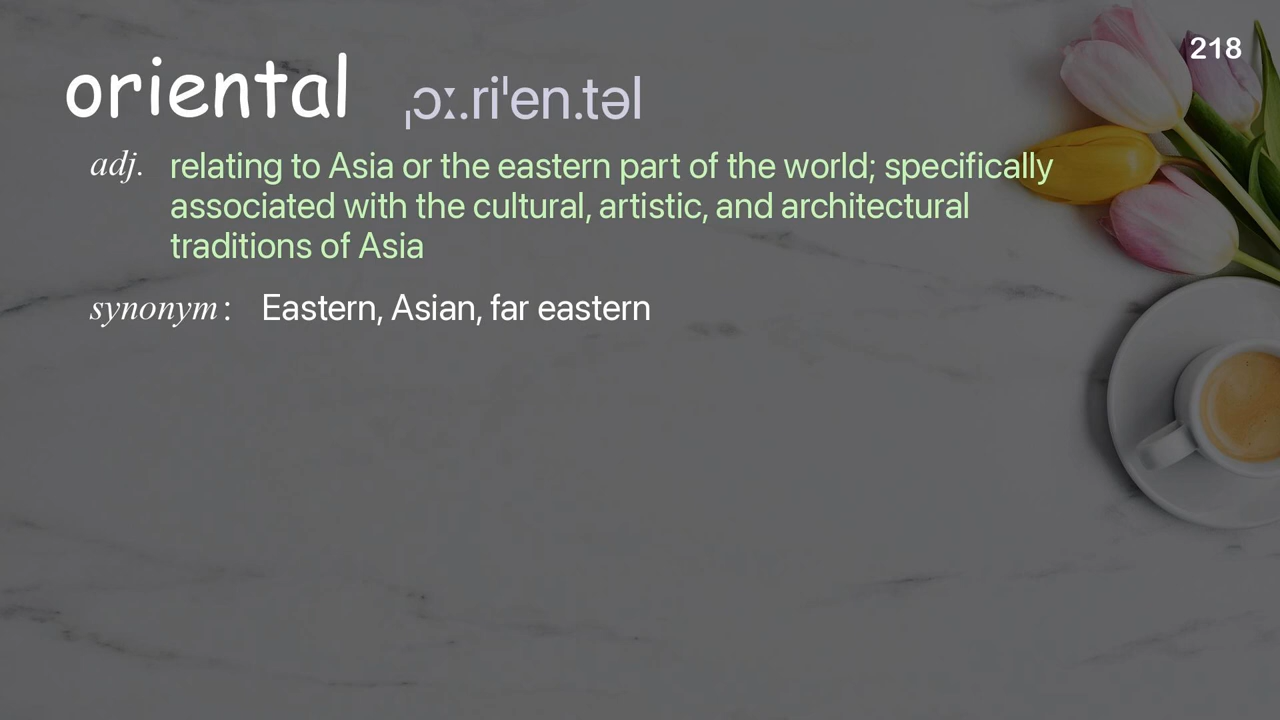 218
oriental ˌɔː.riˈen.təl
adj. relating to Asia or the eastern part of the world; specifically
associated with the cultural, artistic, and architectural
traditions of Asia
synonym: Eastern, Asian, far eastern